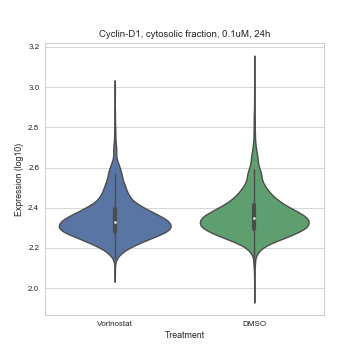 Cyclin-D1, cytosolic fraction, 0.1uM, 24h
3.2
3.0
2.8
2.6
2.4
2.2
2.0
Expression (log10)
Vorinostat
DMSO
Treatment